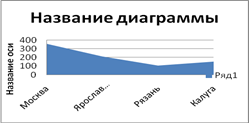 Название диаграммы
Название оси
400
300
200
100
0
Москва
Ярослав...
Рязань
Калуга
Ряд1